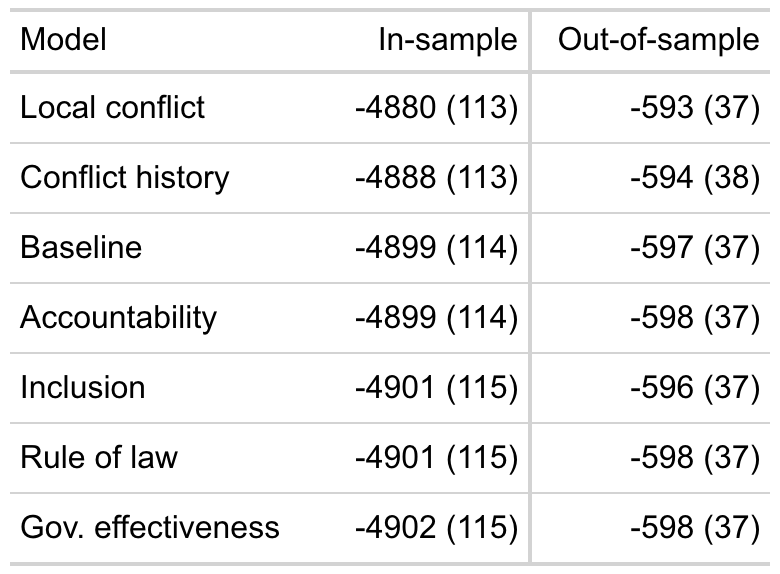 Model In-sample Out-of-sample
Local conflict -4880 (113) -593 (37)
Conflict history -4888 (113) -594 (38)
Baseline -4899 (114) -597 (37)
Accountability -4899 (114) -598 (37)
Inclusion -4901 (115) -596 (37)
Rule of law -4901 (115) -598 (37)
Gov. effectiveness -4902 (115) -598 (37)